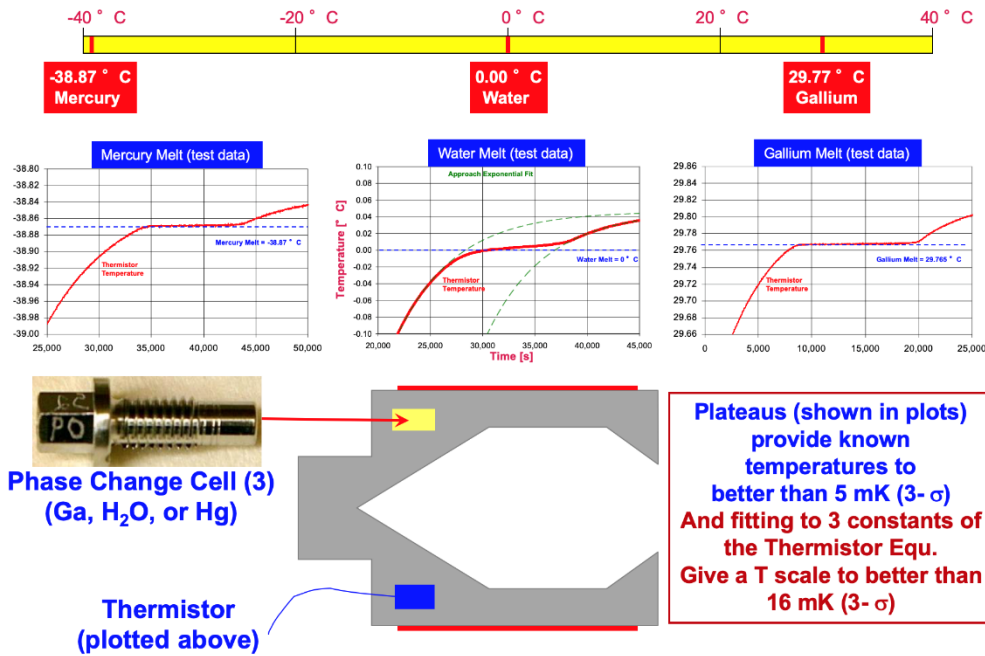 -40° C
-20° C
0° C
20° C
40° C
-38.87° C
Mercury
0.00° C
Water
29.77° C
Gallium
Mercury Melt (test data)
-38.80
-38.82
-38.84
-38.86
-38.88
-38.90
-38.92
-38.94
-38.96
-38.98
-39.00
Mercury Melt = -38.87° C
Thermistor
Temperature
25,000
30,000
35,000
40,000
45,000
50,000
Water Melt (test data)
Temperature [° C]
0.10
0.08
0.06
0.04
0.02
0.00
-0.02
-0.04
-0.06
-0.08
-0.10
Approach Exponential Fit
Water Melt = 0° C
Thermistor
Temperature
20,000
25,000
30,000
35,000
40,000
45,000
Time [s]
Gallium Melt (test data)
29.86
29.84
29.82
29.80
29.78
29.76
29.74
29.72
29.70
29.68
29.66
Gallium Melt = 29.765° C
Thermistor
Temperature
0
5,000
10,000
15,000
20,000
25,000
Phase Change Cell (3)
(Ga, H₂O, or Hg)
Thermistor
(plotted above)
Plateaus (shown in plots)
provide known
temperatures to
better than 5 mK (3- σ)
And fitting to 3 constants of
the Thermistor Equ.
Give a T scale to better than
16 mK (3- σ)